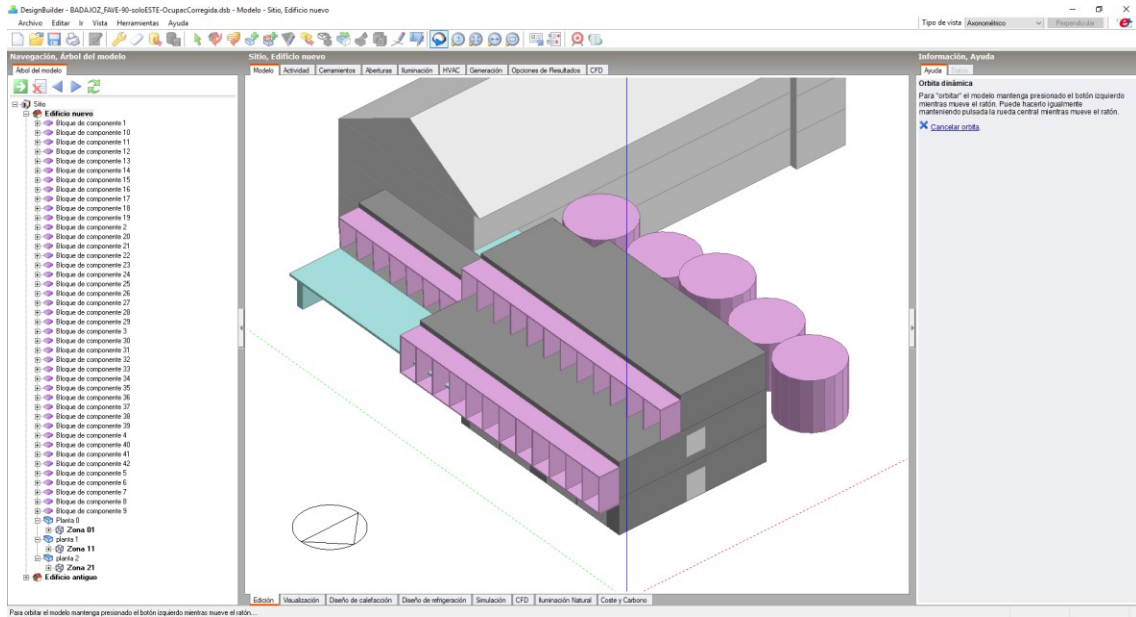 DesignBuilder - BADAJOZ_FAVE-90-soloESTE-OcupacCorregida.dsb - Modelo - Sitio, Edificio nuevo
Archivo Editar Ir Vista Herramientas Ayuda
Tipo de vista Axonométrico Perpendicular
Navegación, Árbol del modelo
Árbol del modelo
Sitio
Edificio nuevo
Bloque de componente 1
Bloque de componente 10
Bloque de componente 11
Bloque de componente 12
Bloque de componente 13
Bloque de componente 14
Bloque de componente 15
Bloque de componente 16
Bloque de componente 17
Bloque de componente 18
Bloque de componente 19
Bloque de componente 2
Bloque de componente 20
Bloque de componente 21
Bloque de componente 22
Bloque de componente 23
Bloque de componente 24
Bloque de componente 25
Bloque de componente 26
Bloque de componente 27
Bloque de componente 28
Bloque de componente 29
Bloque de componente 3
Bloque de componente 30
Bloque de componente 31
Bloque de componente 32
Bloque de componente 33
Bloque de componente 34
Bloque de componente 35
Bloque de componente 36
Bloque de componente 37
Bloque de componente 38
Bloque de componente 39
Bloque de componente 4
Bloque de componente 40
Bloque de componente 41
Bloque de componente 42
Bloque de componente 5
Bloque de componente 6
Bloque de componente 7
Bloque de componente 8
Bloque de componente 9
Planta 0
Zona 01
planta 1
Zona 11
planta 2
Zona 21
Edificio antiguo
Sitio, Edificio nuevo
Modelo Actividad Cerramientos Aberturas Iluminación HVAC Generación Opciones de Resultados CFD
Edición Visualización Diseño de calefacción Diseño de refrigeración Simulación CFD Iluminación Natural Coste y Carbono
Información, Ayuda
Ayuda Datos
Orbita dinámica
Para "orbitar" el modelo mantenga presionado el botón izquierdo
mientras mueve el ratón. Puede hacerlo igualmente
manteniendo pulsada la rueda central mientras mueve el ratón.
Cancelar orbita.
Para orbitar el modelo mantenga presionado el botón izquierdo mientras mueve el ratón...